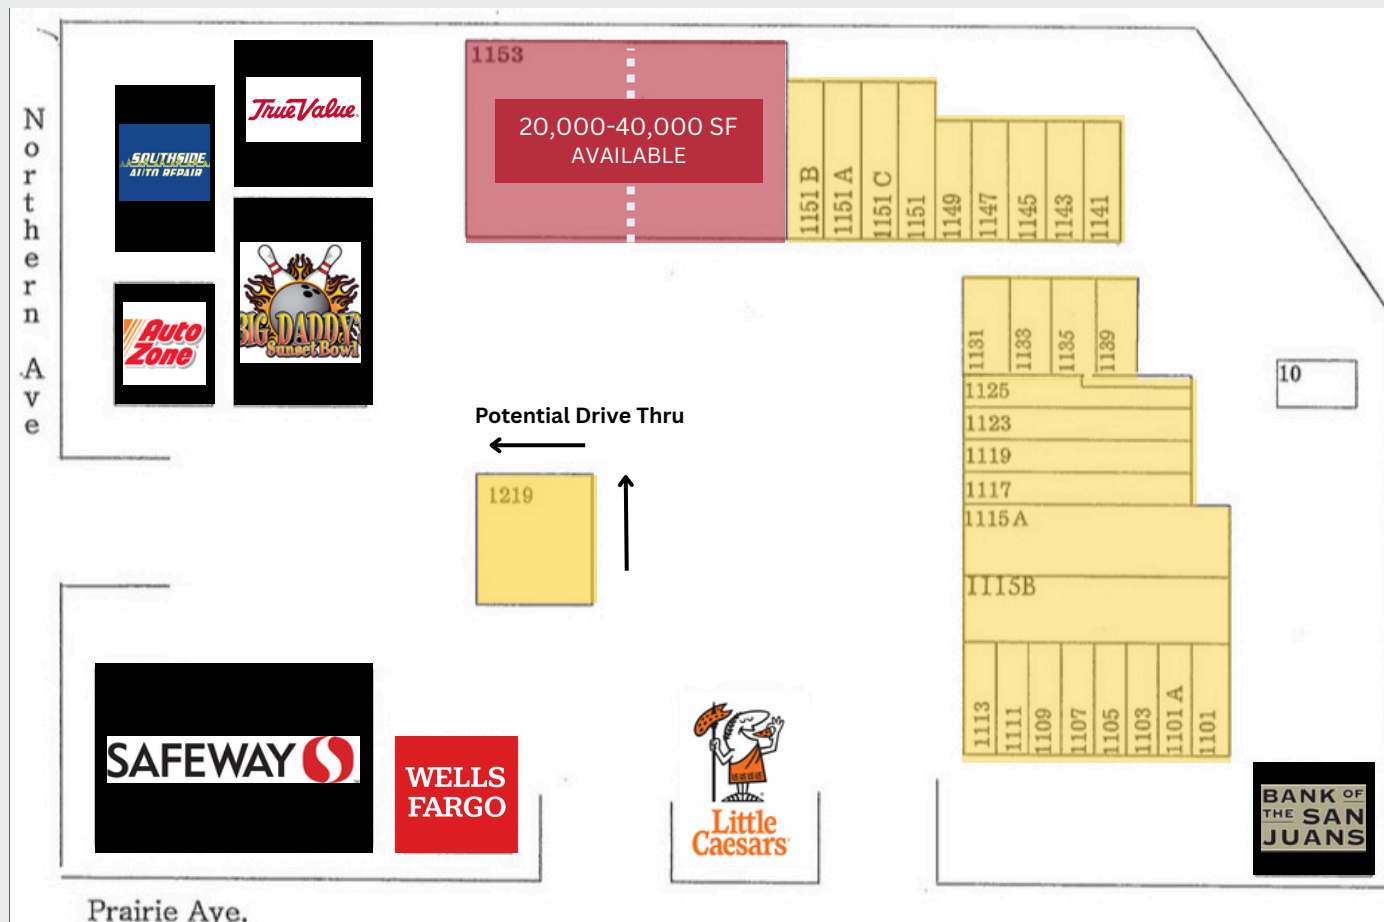 Northern Ave
SOUTHSIDE
AUTO REPAIR
True Value
Auto
Zone
BIG DADDY'S
Sunset Bowl
1153
20,000-40,000 SF
AVAILABLE
1151 B
1151 A
1151 C
1151
1149
1147
1145
1143
1141
1131
1133
1135
1139
1125
1123
1119
1117
1115 A
1115B
1113
1111
1109
1107
1105
1103
1101 A
1101
10
Potential Drive Thru
1219
SAFEWAY
WELLS
FARGO
Little
Caesars
BANK OF
THE SAN
JUANS
Prairie Ave.